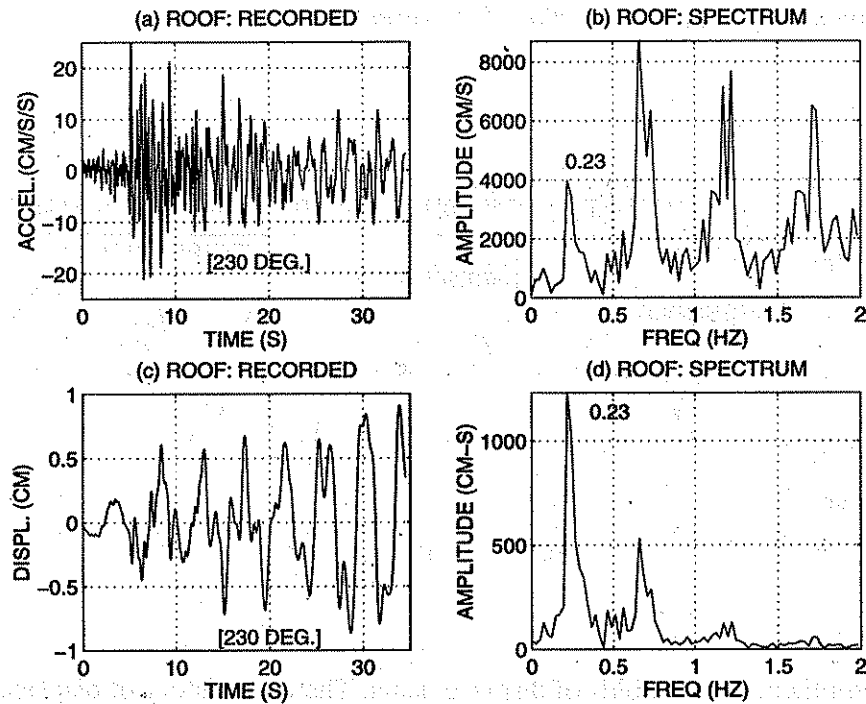 (a) ROOF: RECORDED
20
10
0
−10
−20
ACCEL.(CM/S/S)
[230 DEG.]
0
10
20
30
TIME (S)
(b) ROOF: SPECTRUM
8000
6000
4000
2000
0
AMPLITUDE (CM/S)
0.23
0
0.5
1
1.5
2
FREQ (HZ)
(c) ROOF: RECORDED
1
0.5
0
−0.5
−1
DISPL. (CM)
[230 DEG.]
0
10
20
30
TIME (S)
(d) ROOF: SPECTRUM
1000
500
0
AMPLITUDE (CM−S)
0.23
0
0.5
1
1.5
2
FREQ (HZ)